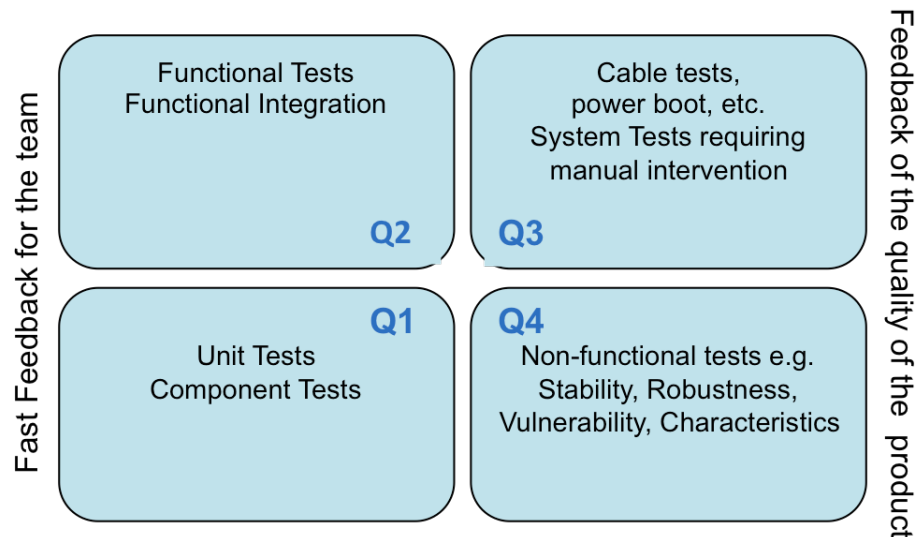 Fast Feedback for the team
Functional Tests
Functional Integration
Q2
Cable tests,
power boot, etc.
System Tests requiring
manual intervention
Q3
Q1
Unit Tests
Component Tests
Q4
Non-functional tests e.g.
Stability, Robustness,
Vulnerability, Characteristics
Feedback of the quality of the product